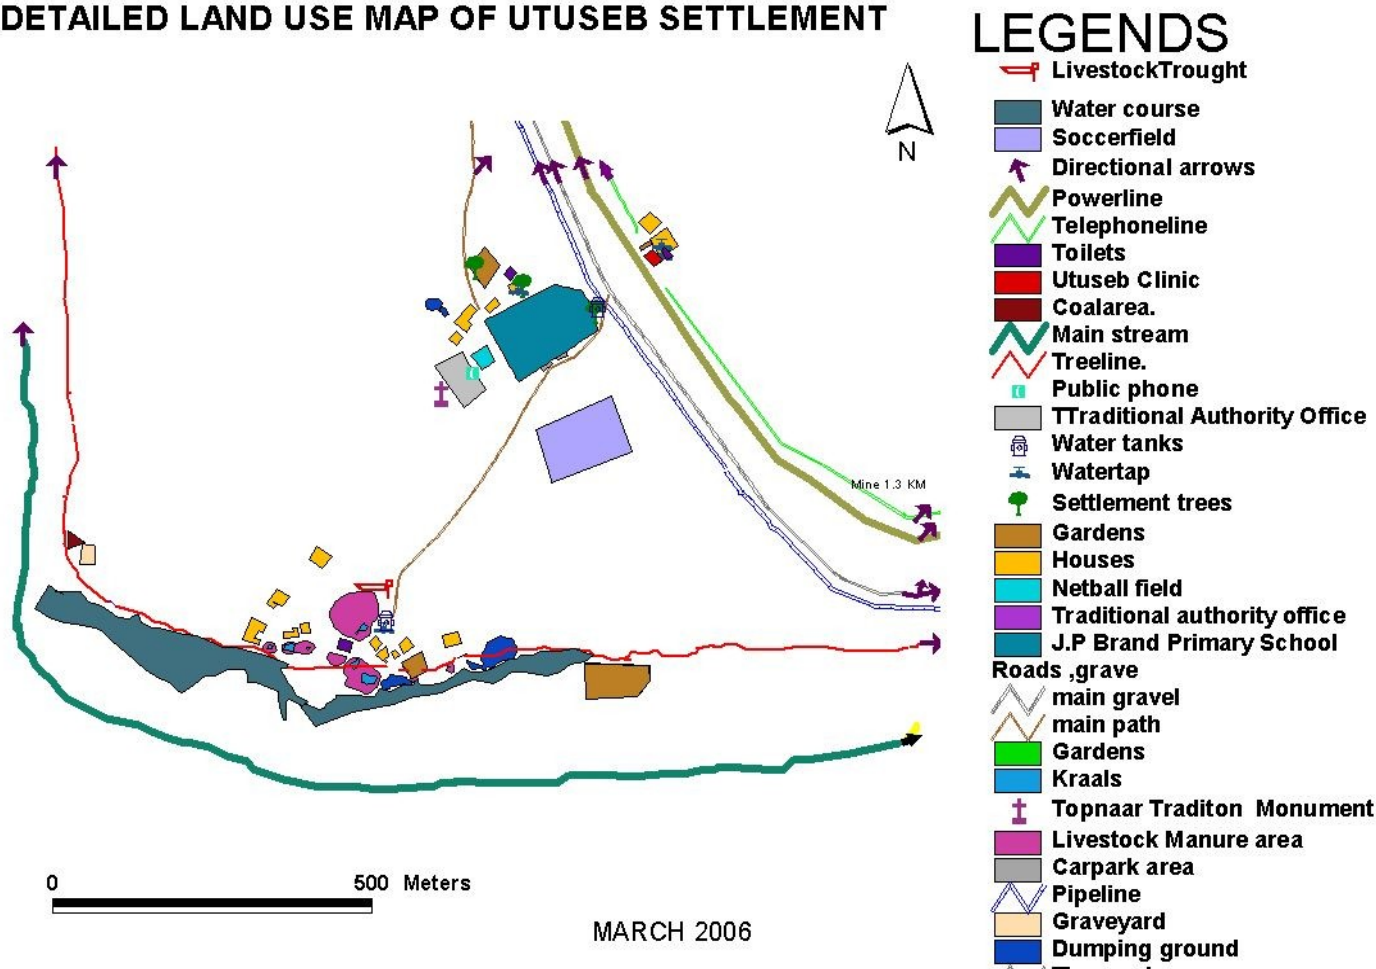 DETAILED LAND USE MAP OF UTUSEB SETTLEMENT
N
Mine 1.3 KM
0 500 Meters
MARCH 2006
LEGENDS
LivestockTrought
Water course
Soccerfield
Directional arrows
Powerline
Telephoneline
Toilets
Utuseb Clinic
Coalarea.
Main stream
Treeline.
Public phone
TTraditional Authority Office
Water tanks
Watertap
Settlement trees
Gardens
Houses
Netball field
Traditional authority office
J.P Brand Primary School
Roads ,grave
main gravel
main path
Gardens
Kraals
Topnaar Traditon Monument
Livestock Manure area
Carpark area
Pipeline
Graveyard
Dumping ground